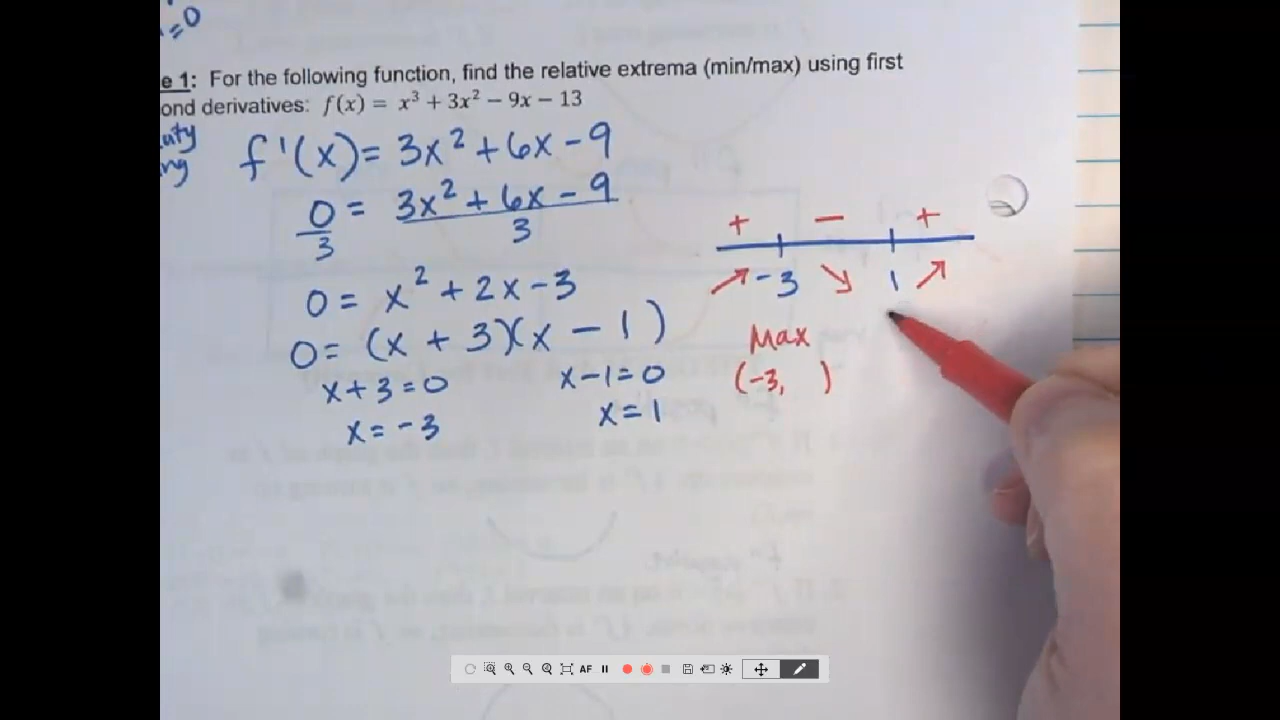 =0
e 1: For the following function, find the relative extrema (min/max) using first
ond derivatives: f(x) = x³ + 3x² − 9x − 13
f'(x) = 3x² + 6x − 9
0/3 = (3x² + 6x − 9)/3
0 = x² + 2x − 3
0 = (x + 3)(x − 1)
x + 3 = 0
x − 1 = 0
x = −3
x = 1
+ − +
−3 1
Max
(−3, )
AF